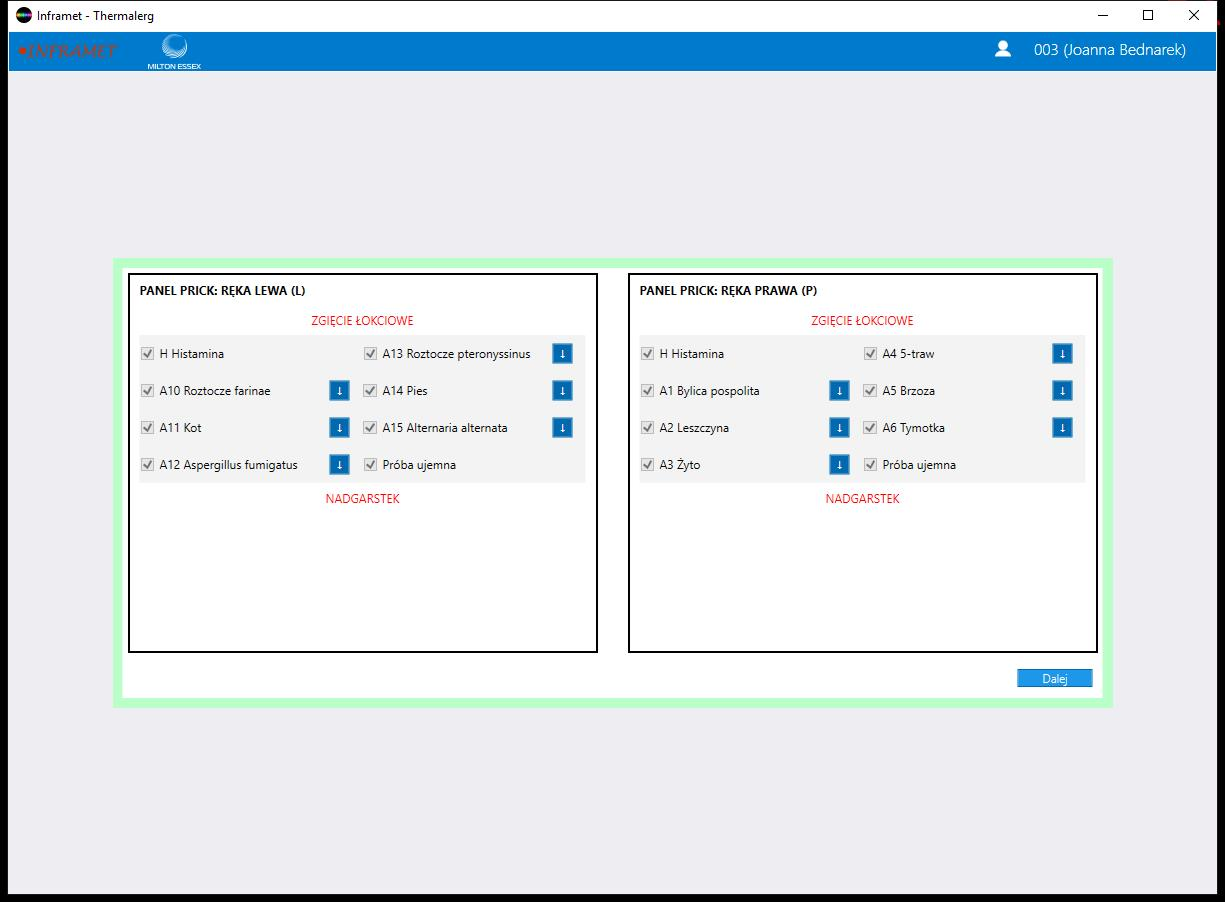 Inframet - Thermalerg
INFRAMET
MILTON ESSEX
003 (Joanna Bednarek)
PANEL PRICK: RĘKA LEWA (L)
ZGIĘCIE ŁOKCIOWE
H Histamina
A13 Roztocze pteronyssinus
A10 Roztocze farinae
A14 Pies
A11 Kot
A15 Alternaria alternata
A12 Aspergillus fumigatus
Próba ujemna
NADGARSTEK
PANEL PRICK: RĘKA PRAWA (P)
ZGIĘCIE ŁOKCIOWE
H Histamina
A4 5-traw
A1 Bylica pospolita
A5 Brzoza
A2 Leszczyna
A6 Tymotka
A3 Żyto
Próba ujemna
NADGARSTEK
Dalej